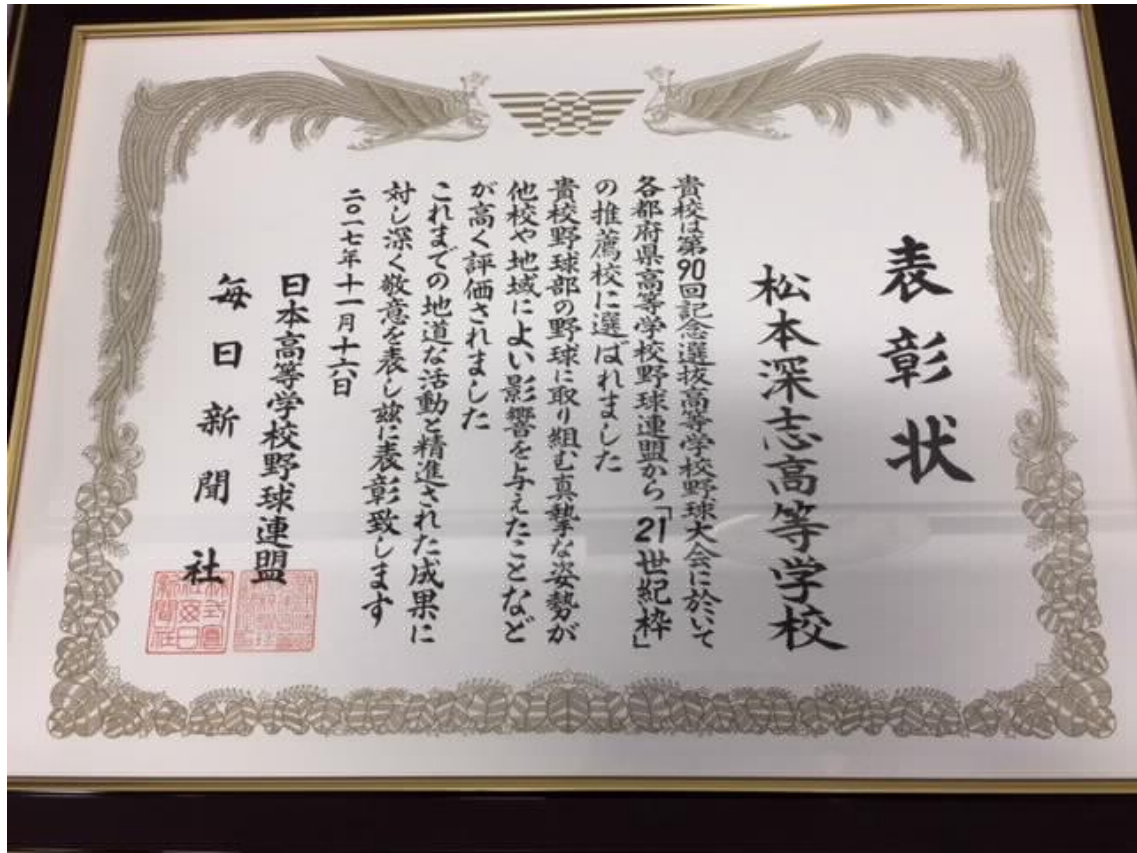 表彰状
松本深志高等学校
貴校は第90回記念選抜高等学校野球大会に於いて
各都府県高等学校野球連盟から「21世紀枠」
の推薦校に選ばれました
貴校野球部の野球に取り組む真摯な姿勢が
他校や地域によい影響を与えたことなど
が高く評価されました
これまでの地道な活動と精進された成果に
対し深く敬意を表し玆に表彰致します
二〇一七年十一月十六日
日本高等学校野球連盟
毎日新聞社